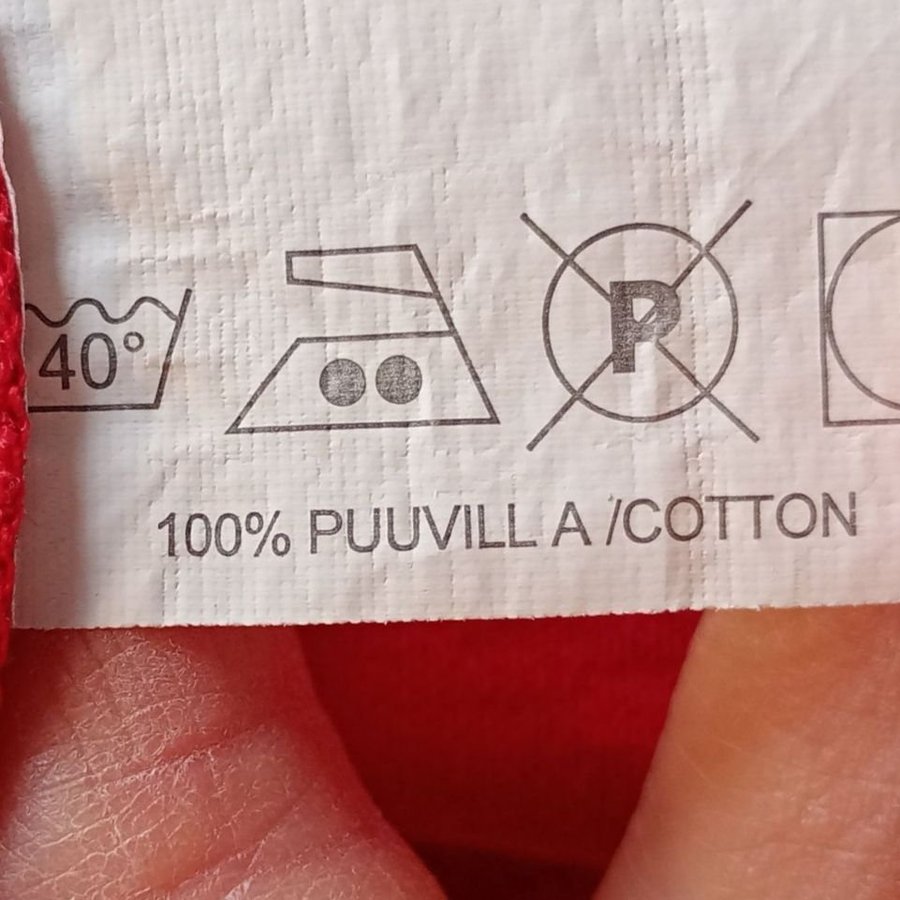 40° P
100% PUUVILL A /COTTON